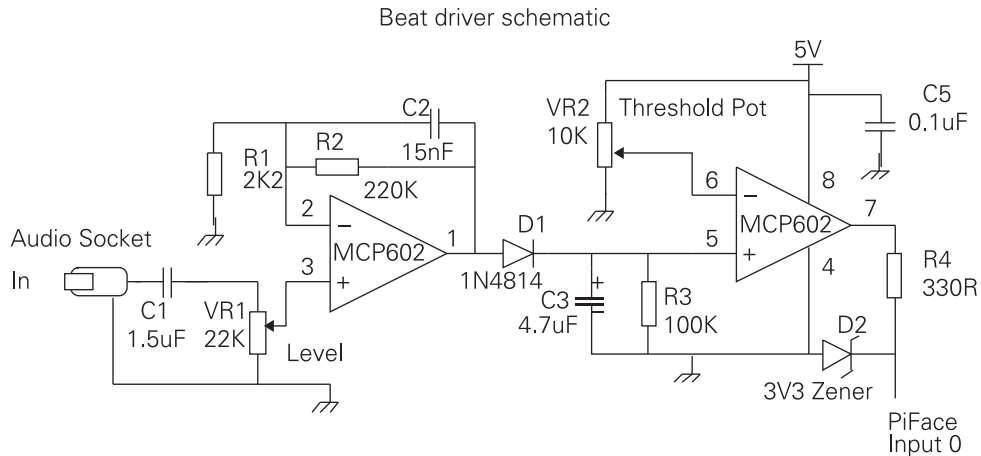 Beat driver schematic
5V
C2
15nF
R2
220K
R1
2K2
VR2
10K
Threshold Pot
C5
0.1uF
2
3
1
MCP602
6
5
8
7
4
MCP602
Audio Socket
In
C1
1.5uF
VR1
22K
Level
D1
1N4814
C3
4.7uF
R3
100K
R4
330R
D2
3V3 Zener
PiFace
Input 0